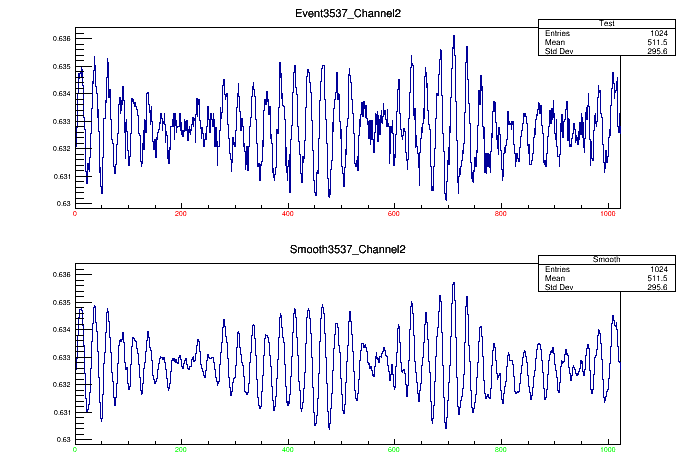 Event3537_Channel2
Test
Entries 1024
Mean 511.5
Std Dev 295.6
0.636
0.635
0.634
0.633
0.632
0.631
0.63
0 200 400 600 800 1000
Smooth3537_Channel2
Smooth
Entries 1024
Mean 511.5
Std Dev 295.6
0.636
0.635
0.634
0.633
0.632
0.631
0.63
0 200 400 600 800 1000